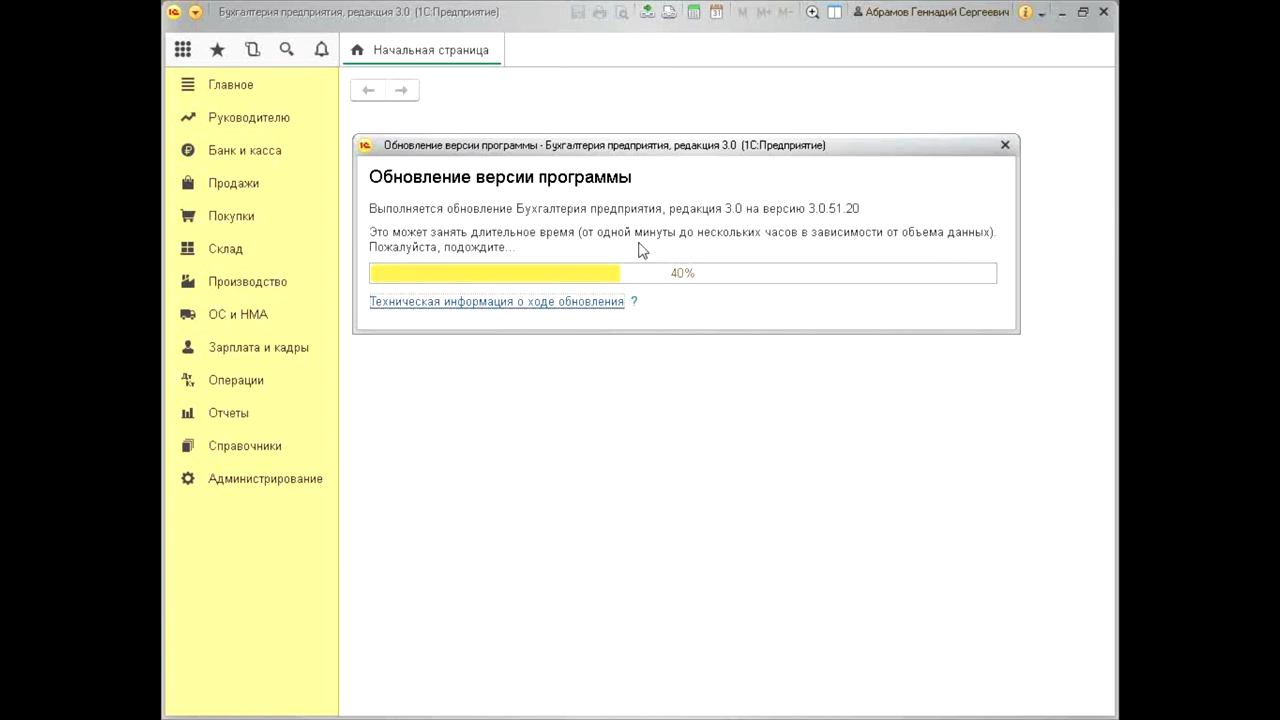 Бухгалтерия предприятия, редакция 3.0 (1С:Предприятие)
M M+ M-
Абрамов Геннадий Сергеевич
Начальная страница
Главное
Руководителю
Банк и касса
Продажи
Покупки
Склад
Производство
ОС и НМА
Зарплата и кадры
Операции
Отчеты
Справочники
Администрирование
Обновление версии программы - Бухгалтерия предприятия, редакция 3.0 (1С:Предприятие)
Обновление версии программы
Выполняется обновление Бухгалтерия предприятия, редакция 3.0 на версию 3.0.51.20
Это может занять длительное время (от одной минуты до нескольких часов в зависимости от объема данных).
Пожалуйста, подождите...
40%
Техническая информация о ходе обновления ?